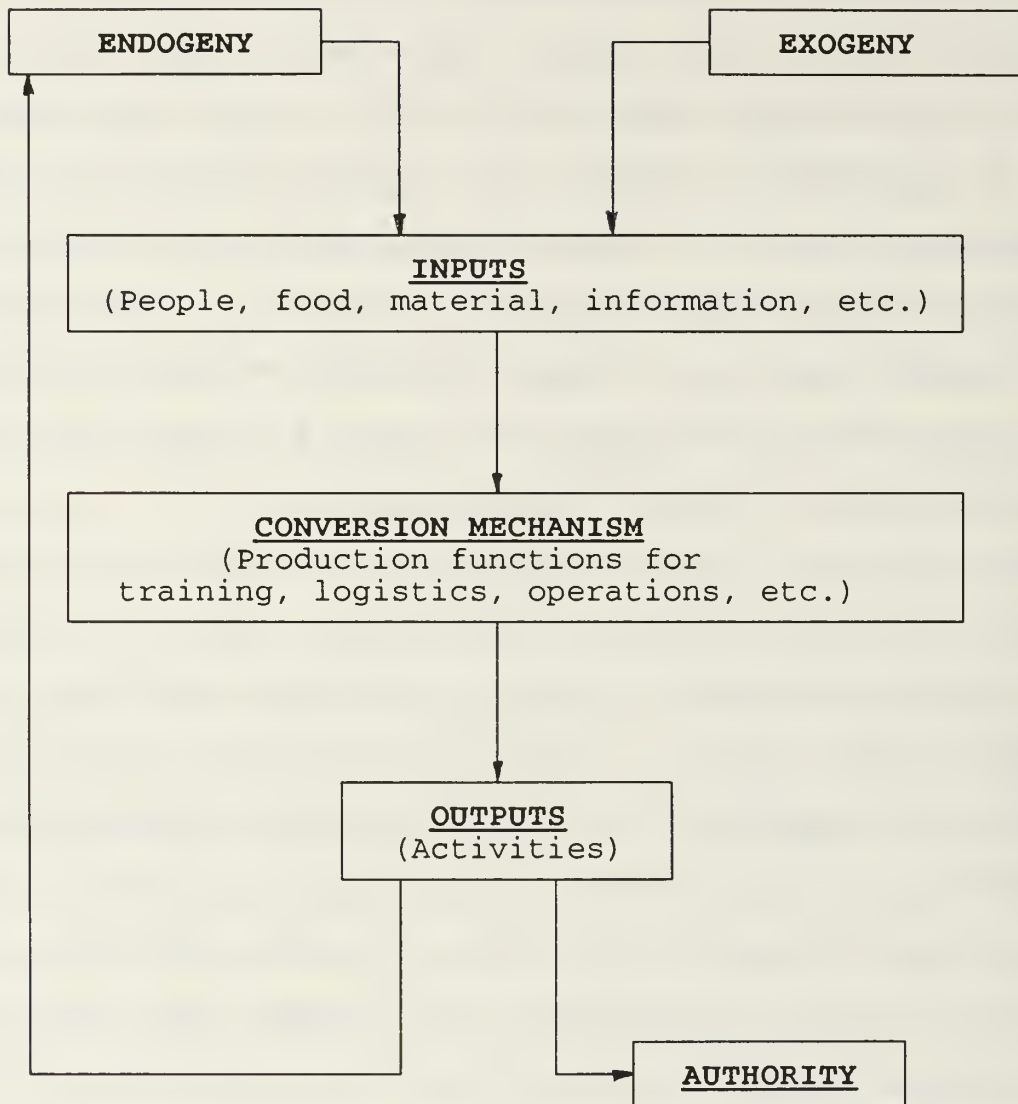 ENDOGENY
EXOGENY
INPUTS
(People, food, material, information, etc.)
CONVERSION MECHANISM
(Production functions for
training, logistics, operations, etc.)
OUTPUTS
(Activities)
AUTHORITY